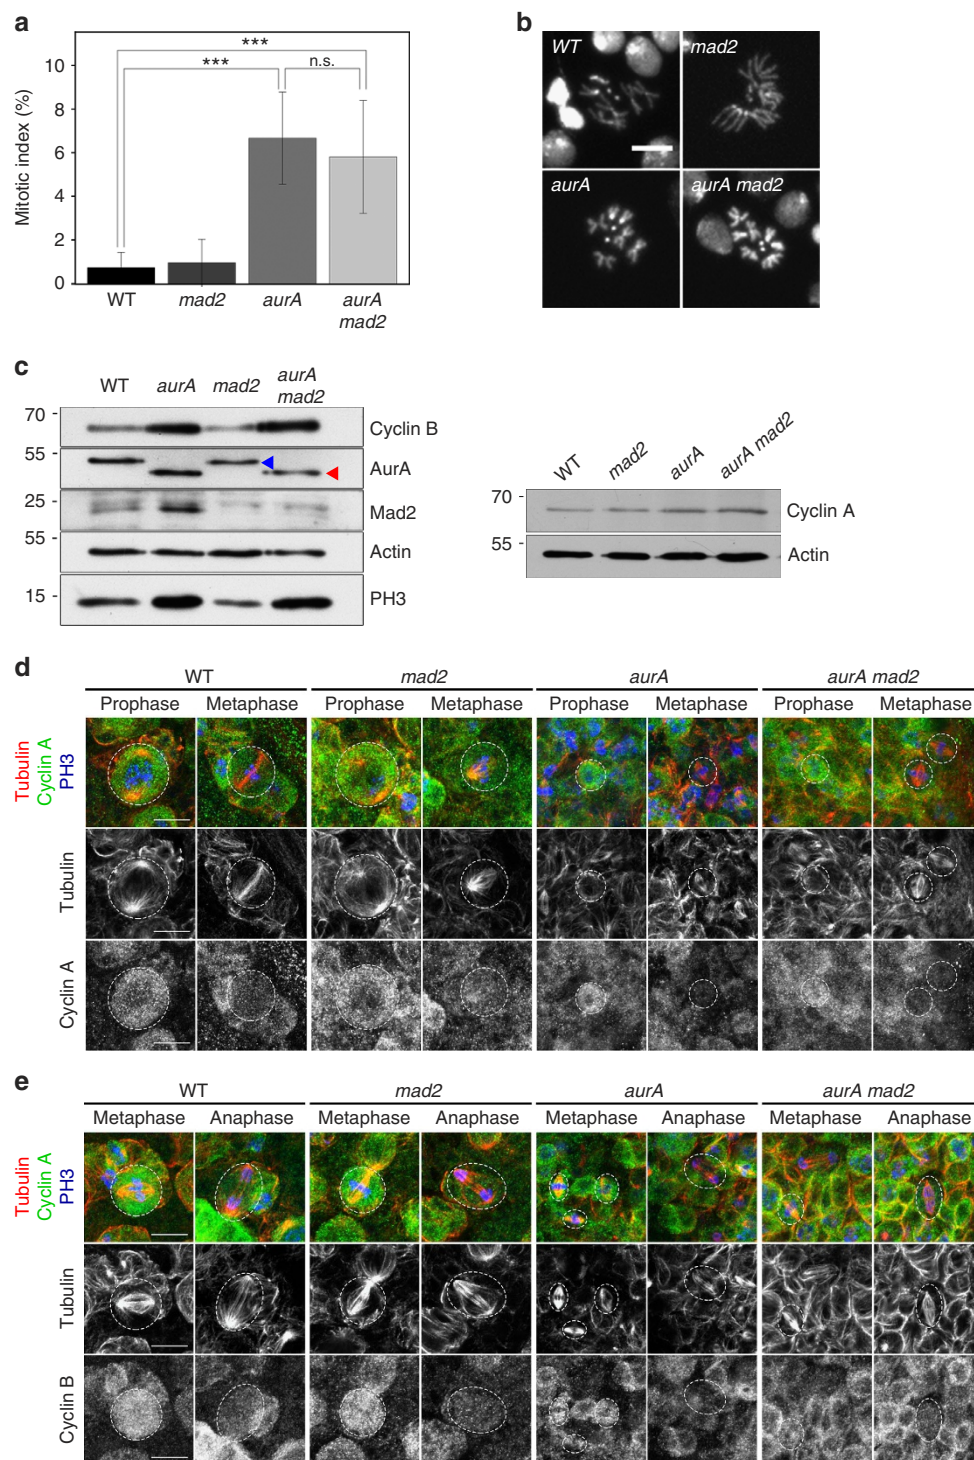 a
***
***
n.s.
Mitotic index (%)
10
8
6
4
2
0
WT
mad2
aurA
aurA
mad2
b
WT
mad2
aurA
aurA mad2
c
WT
aurA
mad2
aurA
mad2
70 -
Cyclin B
55 -
AurA
25 -
Mad2
55 -
Actin
15 -
PH3
WT
mad2
aurA
aurA mad2
70 -
Cyclin A
55 -
Actin
d
WT
mad2
aurA
aurA mad2
Prophase
Metaphase
Prophase
Metaphase
Prophase
Metaphase
Prophase
Metaphase
Tubulin
Cyclin A
PH3
Tubulin
Cyclin A
e
WT
mad2
aurA
aurA mad2
Metaphase
Anaphase
Metaphase
Anaphase
Metaphase
Anaphase
Metaphase
Anaphase
Tubulin
Cyclin A
PH3
Tubulin
Cyclin B